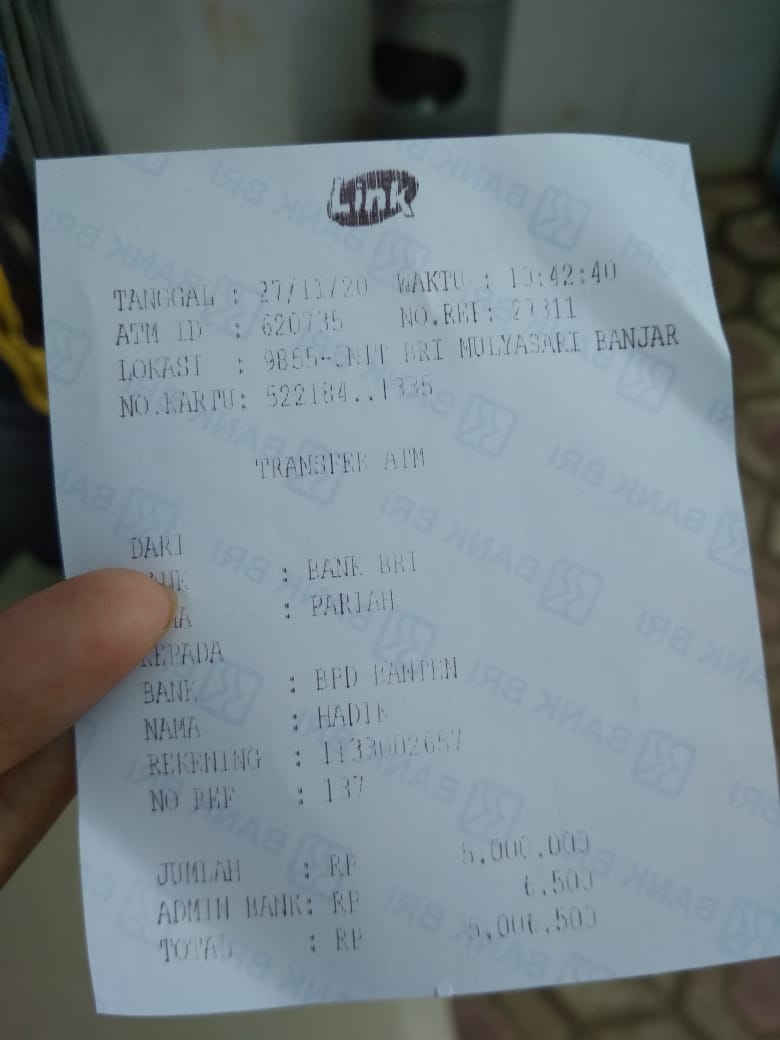 Link
TANGGAL : 27/11/20 WAKTU : 10:42:40
ATM ID : 620735 NO.REF: 27311
LOKASI : 9855-UNIT BRI MULYASARI BANJAR
NO.KARTU: 522184..1335
TRANSFER ATM
DARI
BANK : BANK BRI
: PARIAH
KEPADA
BANK : BPD BANTEN
NAMA :
REKENING : 1133002657
NO REF : 137
JUMLAH : RP 5.000.000
ADMIN BANK: RP 6.500
TOTAL : RP 5.006.500